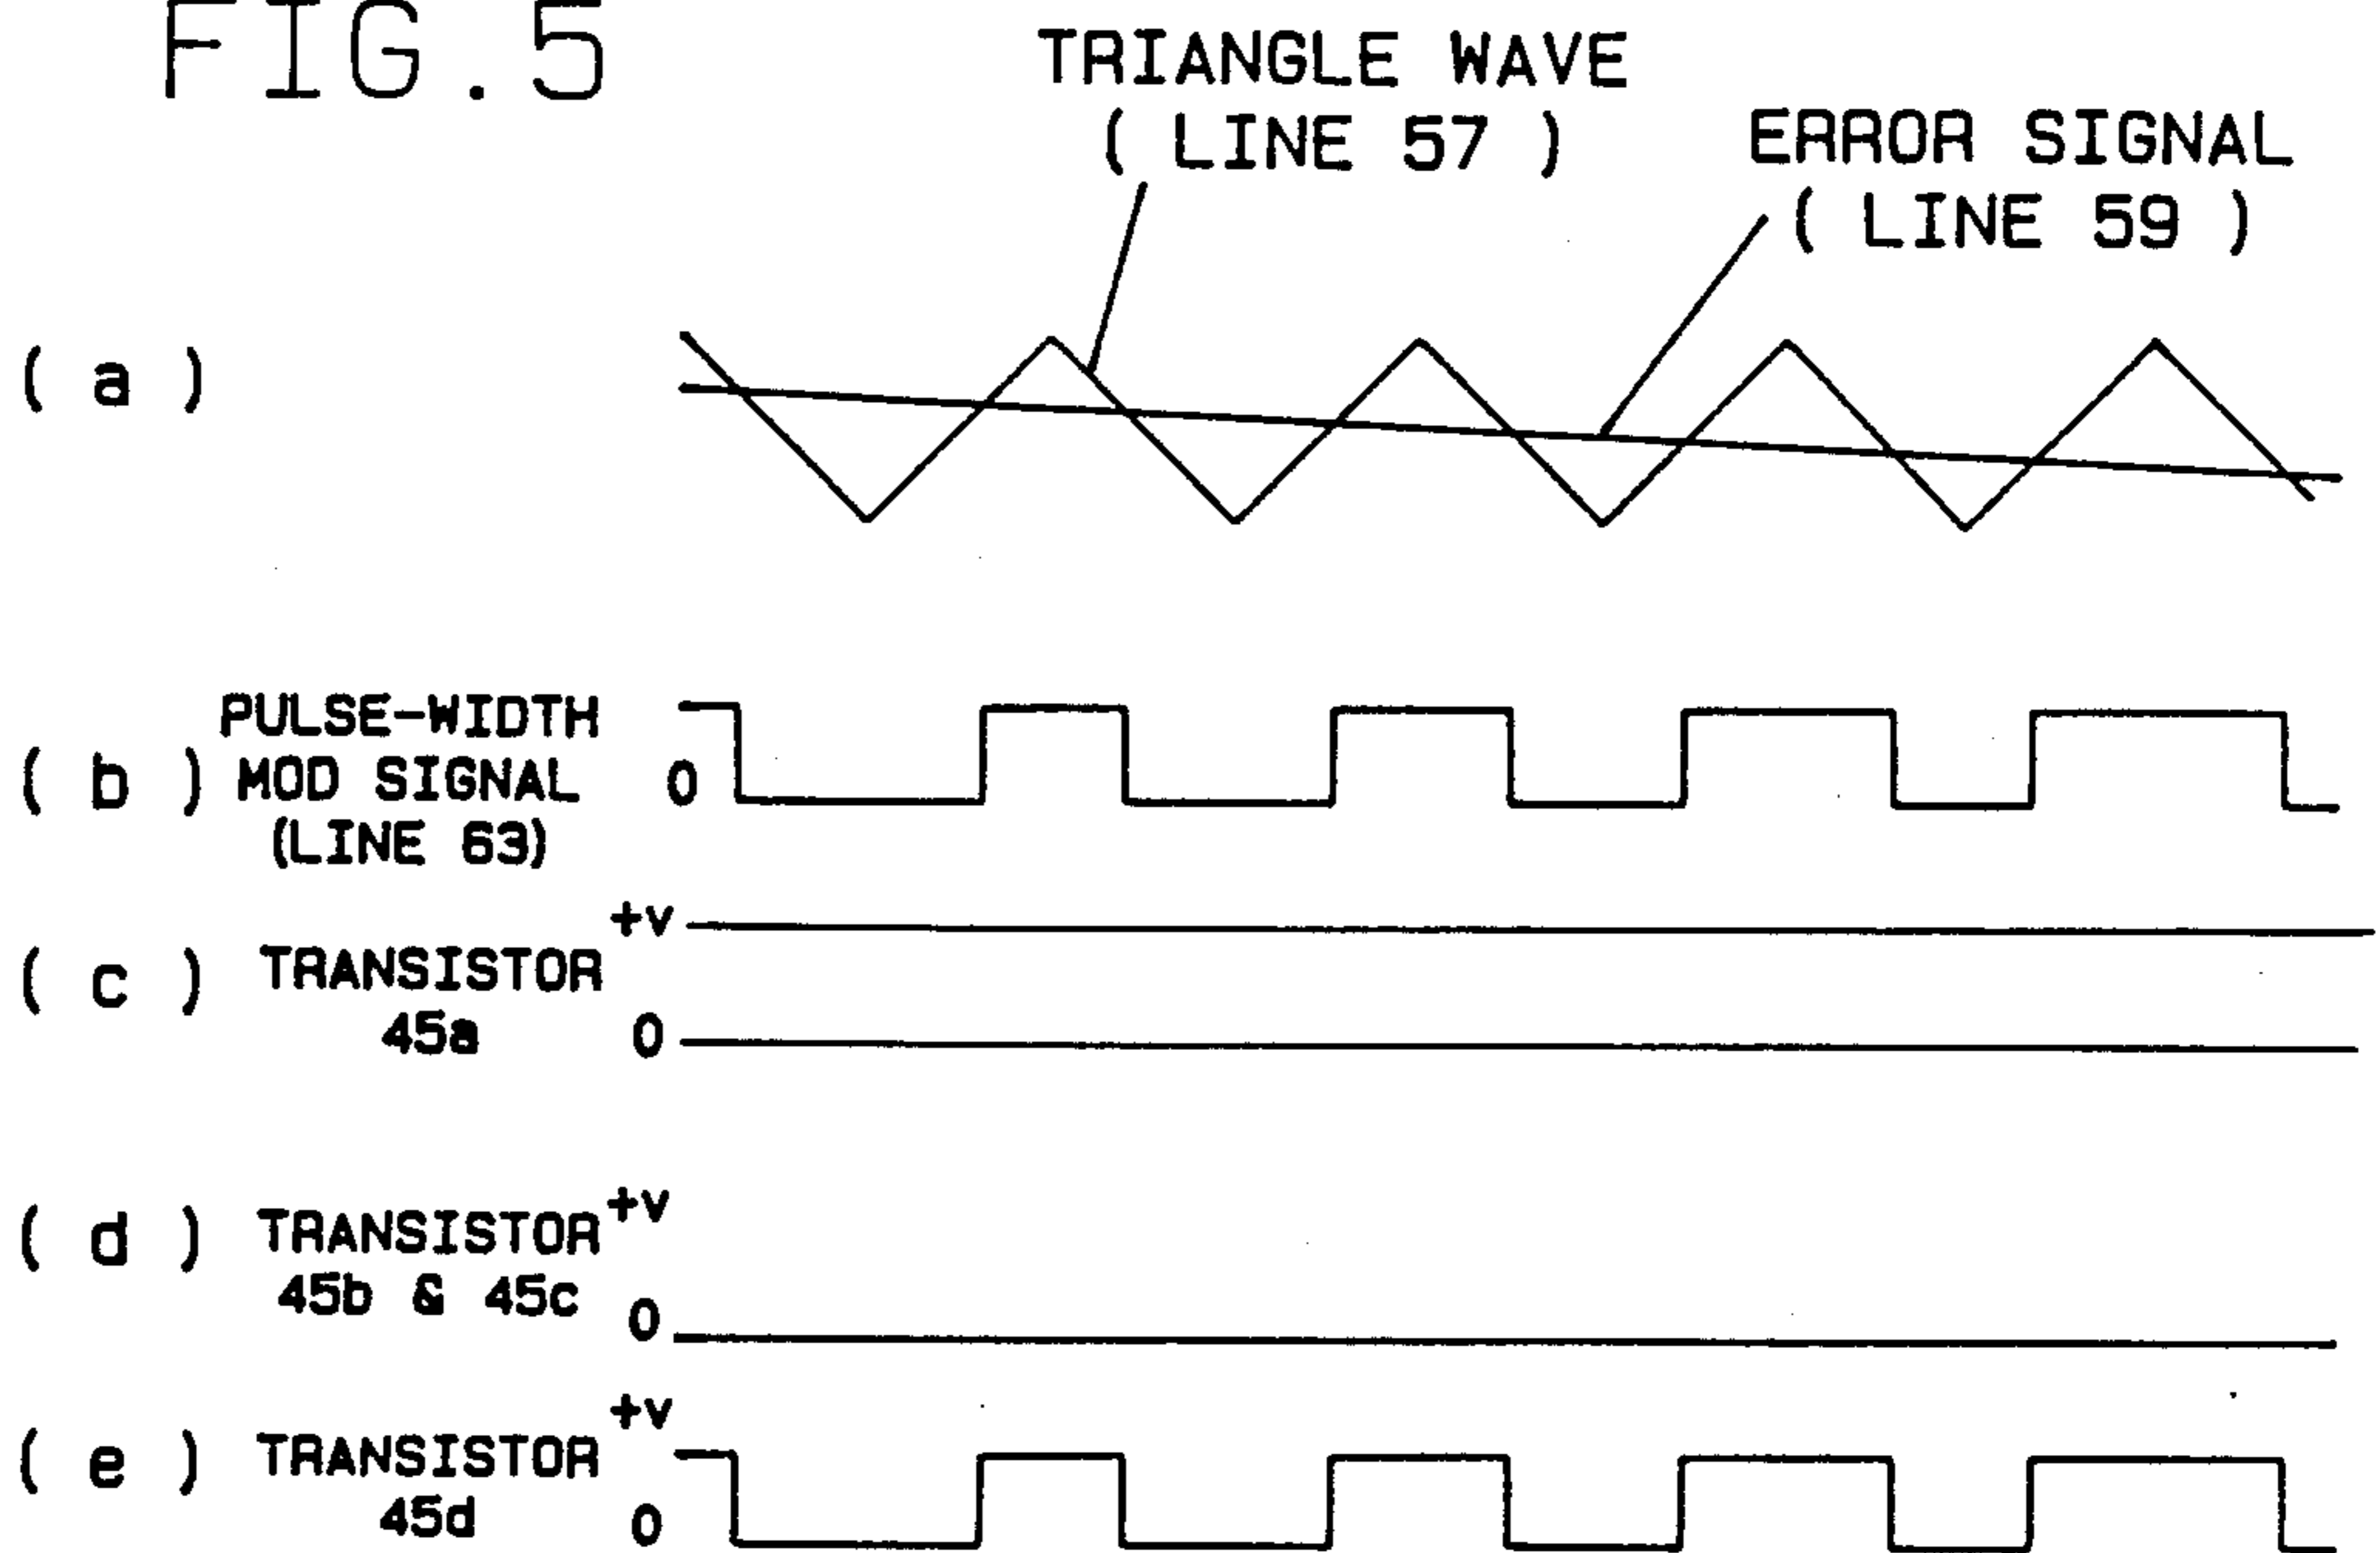 FIG. 5
TRIANGLE WAVE
( LINE 57 )
ERROR SIGNAL
( LINE 59 )
( a )
PULSE-WIDTH
( b ) MOD SIGNAL 0
(LINE 63)
+v
( c ) TRANSISTOR
45a 0
+v
( d ) TRANSISTOR
45b & 45c 0
+v
( e ) TRANSISTOR
45d 0